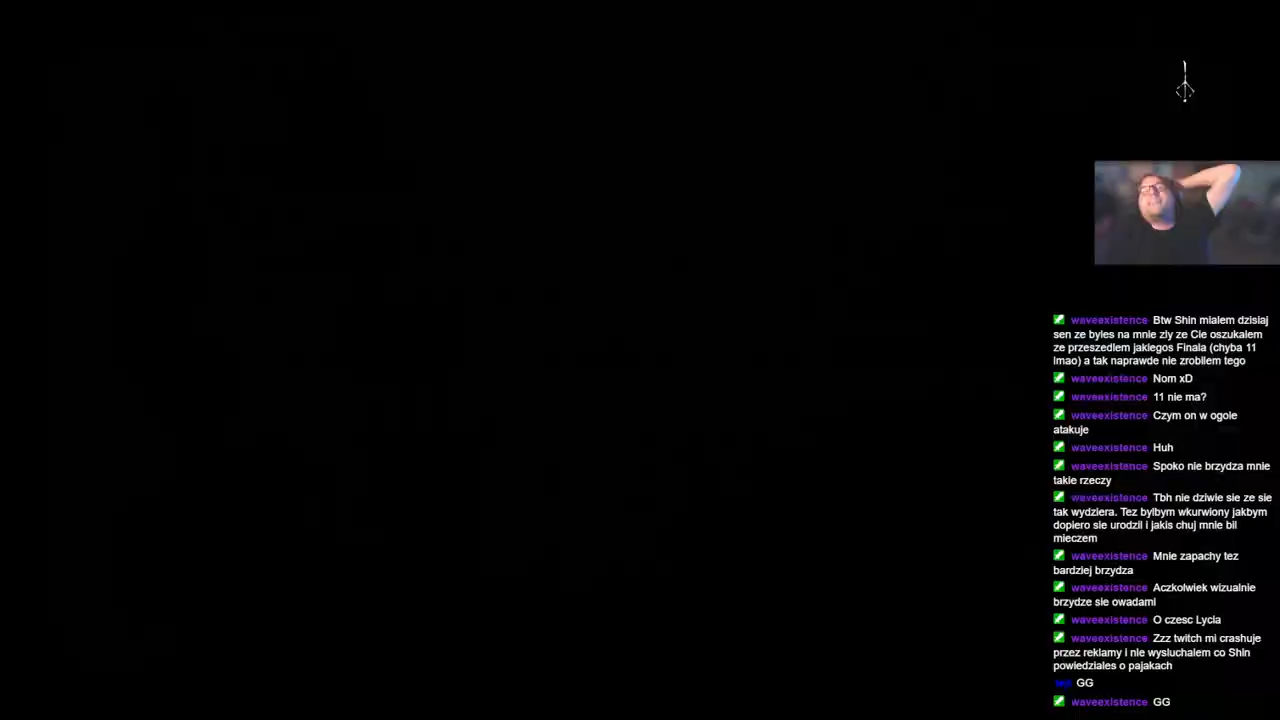 waveexistence Btw Shin mialem dzisiaj
sen ze byles na mnie zly ze Cie oszukalem
ze przeszedlem jakiegos Finala (chyba 11
lmao) a tak naprawde nie zrobilem tego
waveexistence Nom xD
waveexistence 11 nie ma?
waveexistence Czym on w ogole
atakuje
waveexistence Huh
waveexistence Spoko nie brzydza mnie
takie rzeczy
waveexistence Tbh nie dziwie sie ze sie
tak wydziera. Tez bylbym wkurwiony jakbym
dopiero sie urodzil i jakis chuj mnie bil
mieczem
waveexistence Mnie zapachy tez
bardziej brzydza
waveexistence Aczkolwiek wizualnie
brzydze sie owadami
waveexistence O czesc Lycia
waveexistence Zzz twitch mi crashuje
przez reklamy i nie wysluchalem co Shin
powiedziales o pajakach
GG
waveexistence GG